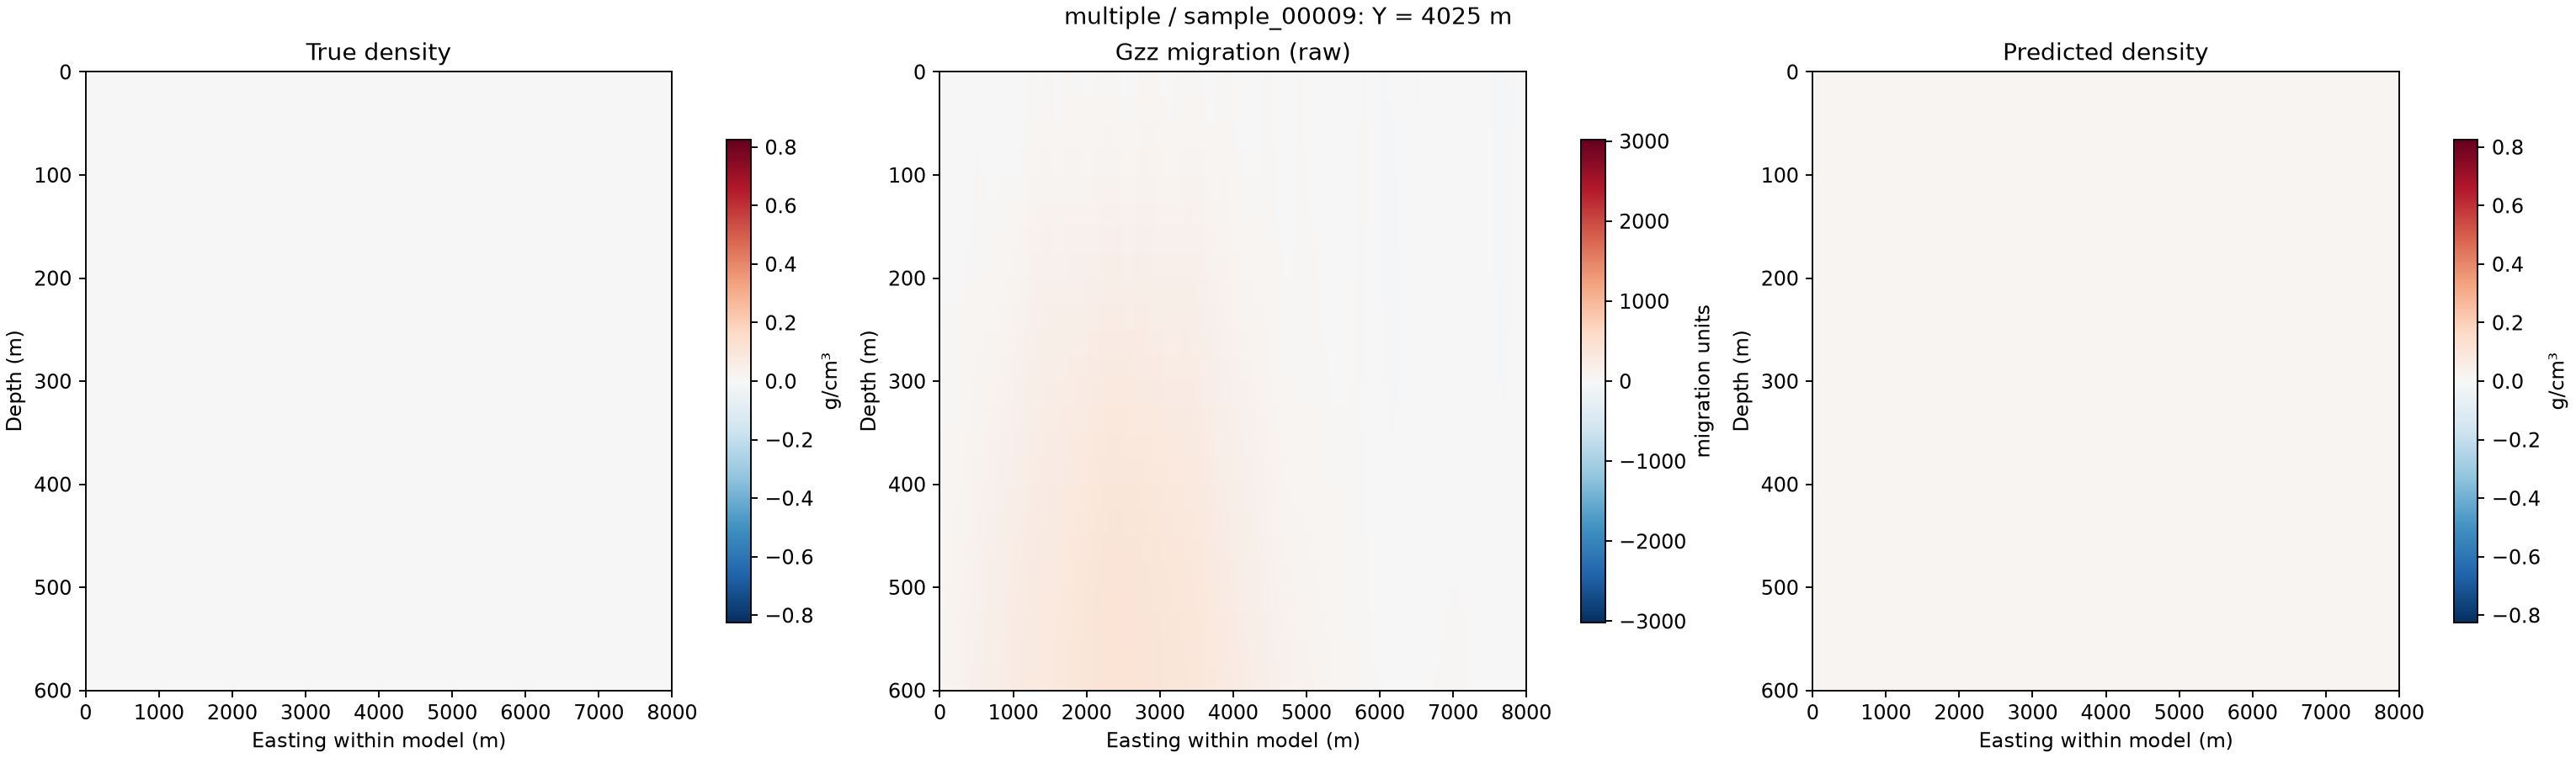 multiple / sample_00009: Y = 4025 m
True density
0
100
200
300
400
500
600
Depth (m)
0 1000 2000 3000 4000 5000 6000 7000 8000
Easting within model (m)
0.8
0.6
0.4
0.2
0.0
−0.2
−0.4
−0.6
−0.8
g/cm³
Gzz migration (raw)
0
100
200
300
400
500
600
Depth (m)
0 1000 2000 3000 4000 5000 6000 7000 8000
Easting within model (m)
3000
2000
1000
0
−1000
−2000
−3000
migration units
Predicted density
0
100
200
300
400
500
600
Depth (m)
0 1000 2000 3000 4000 5000 6000 7000 8000
Easting within model (m)
0.8
0.6
0.4
0.2
0.0
−0.2
−0.4
−0.6
−0.8
g/cm³